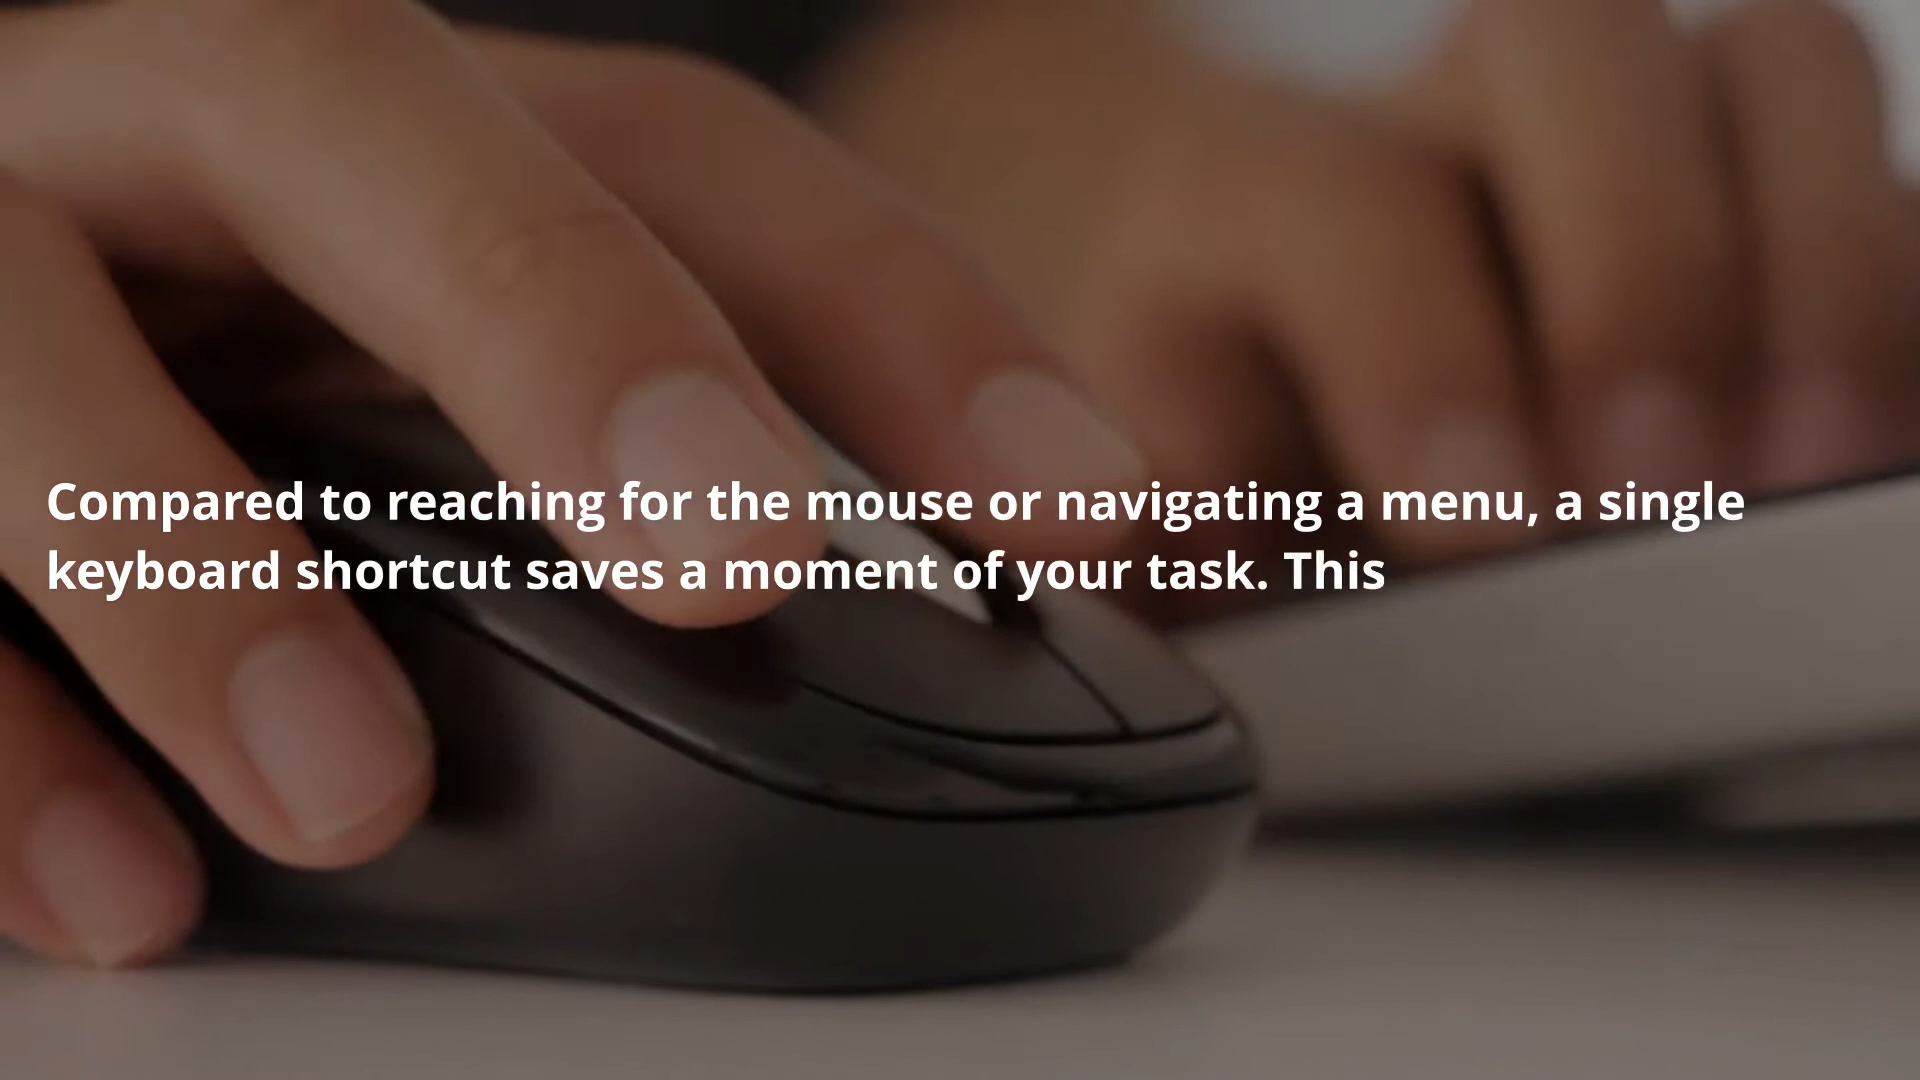 Compared to reaching for the mouse or navigating a menu, a single
keyboard shortcut saves a moment of your task. This